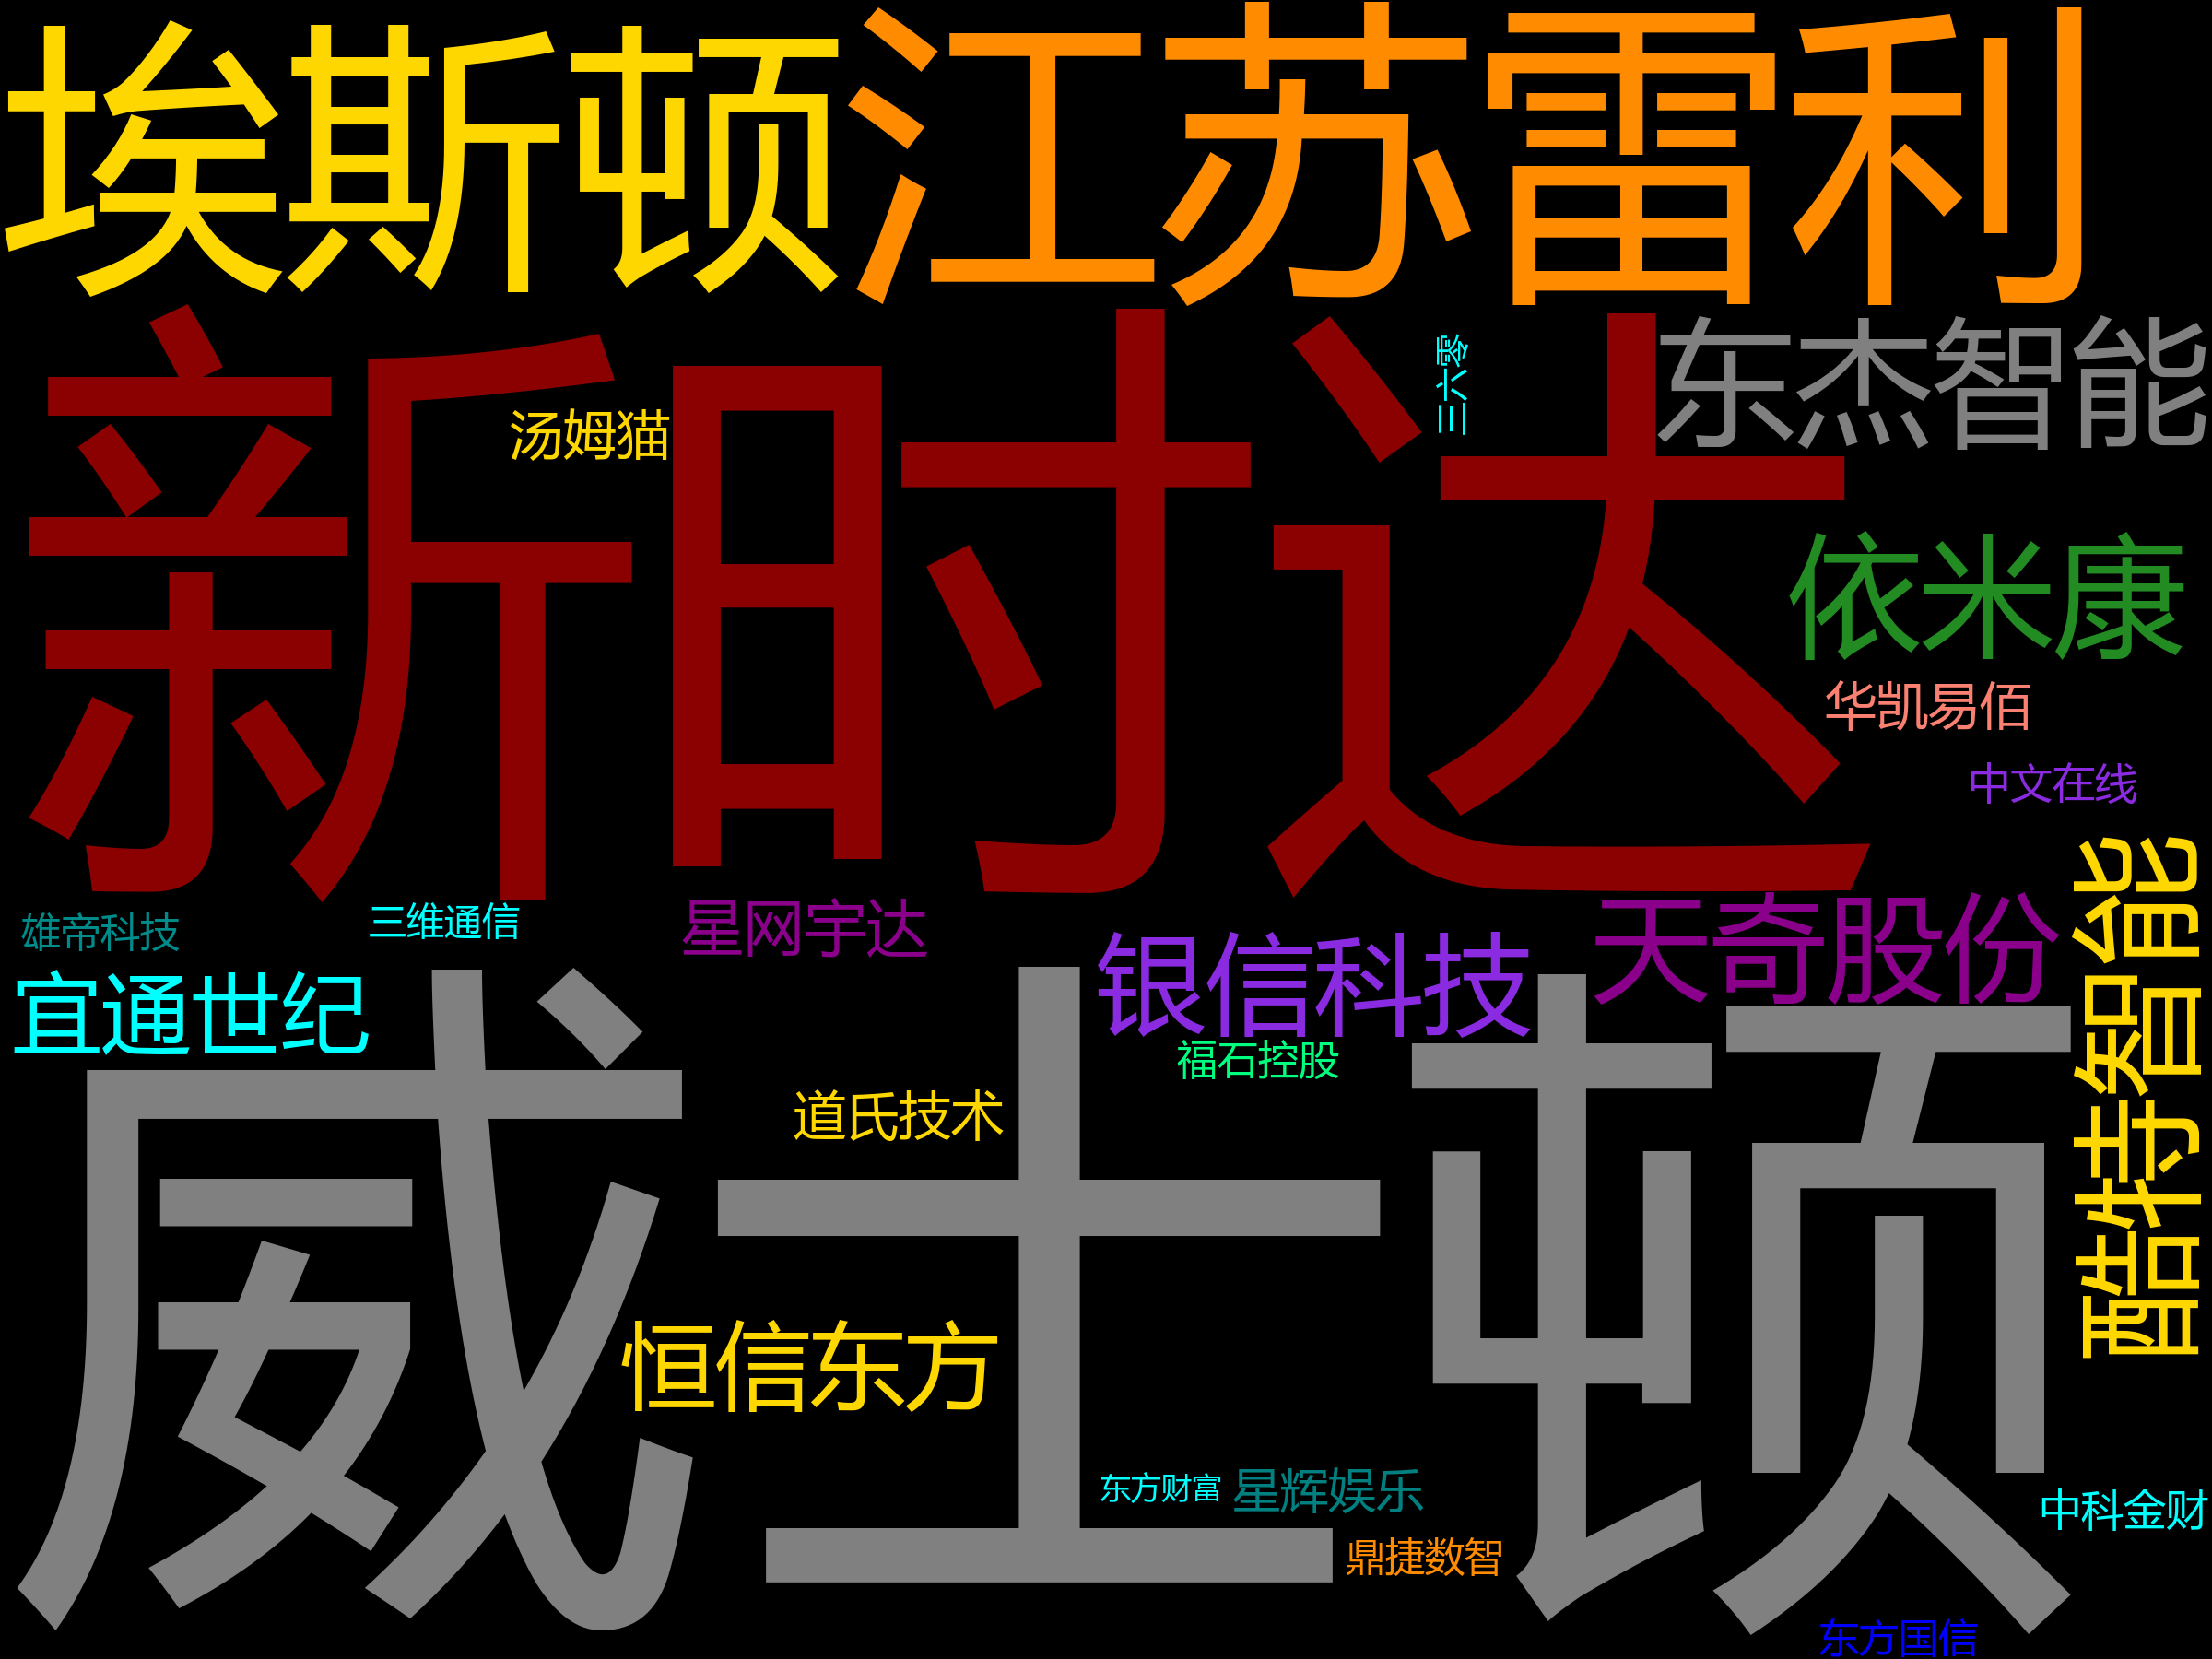 埃斯顿
江苏雷利
新时达
汤姆猫
三六零
东杰智能
依米康
华凯易佰
中文在线
维尚科技
三维通信
星网宇达
银信科技
天奇股份
酷特智能
宜通世纪
福石控股
道氏技术
威士顿
恒信东方
东方财富
星辉娱乐
中科金财
鼎捷数智
东方国信